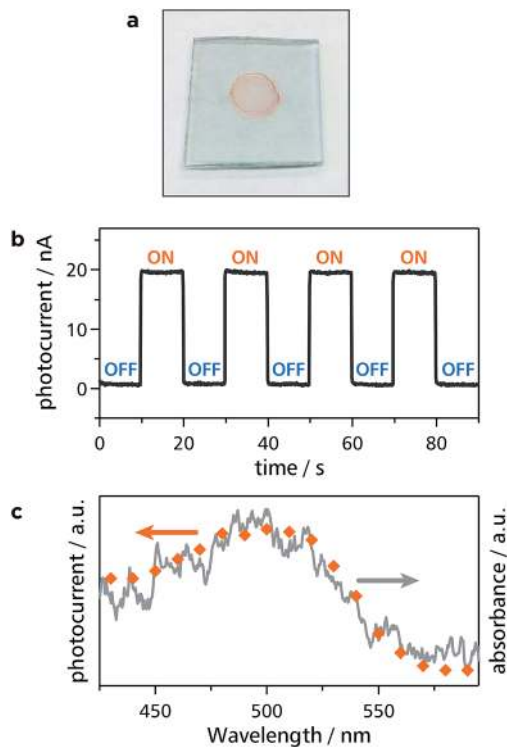 a
b
photocurrent / nA
20
10
0
ON ON ON ON
OFF OFF OFF OFF OFF
0 20 40 60 80
time / s
c
photocurrent / a.u.
absorbance / a.u.
450 500 550
Wavelength / nm